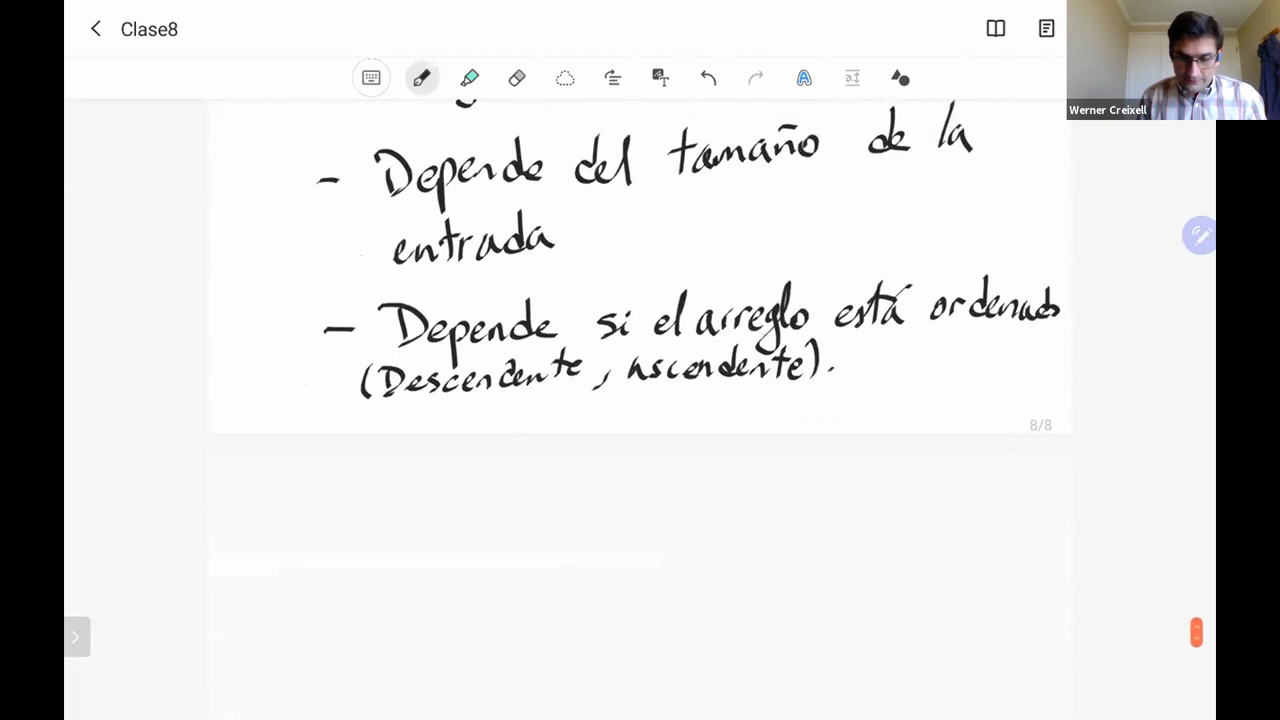 Clase8
Werner Creixell
- Depende del tamaño de la
entrada
- Depende si el arreglo está ordenado
(Descendente, ascendente).
8/8